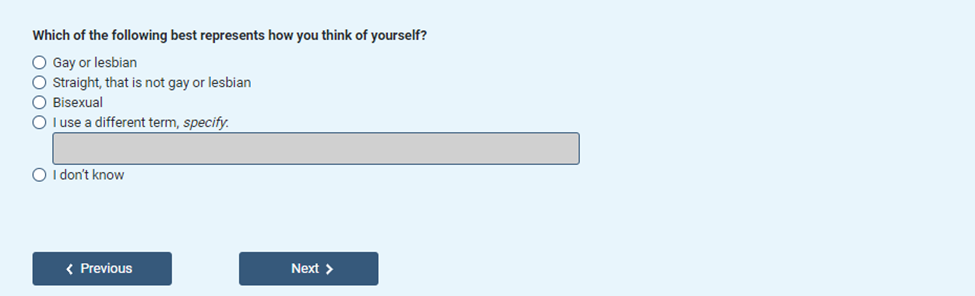 Which of the following best represents how you think of yourself?
Gay or lesbian
Straight, that is not gay or lesbian
Bisexual
I use a different term, specify:
I don't know
Previous
Next